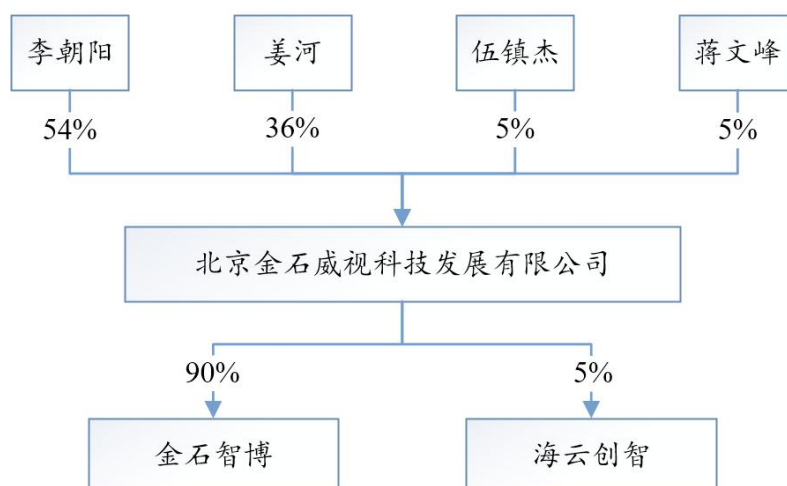 李朝阳
姜河
伍镇杰
蒋文峰
54%
36%
5%
5%
北京金石威视科技发展有限公司
90%
5%
金石智博
海云创智